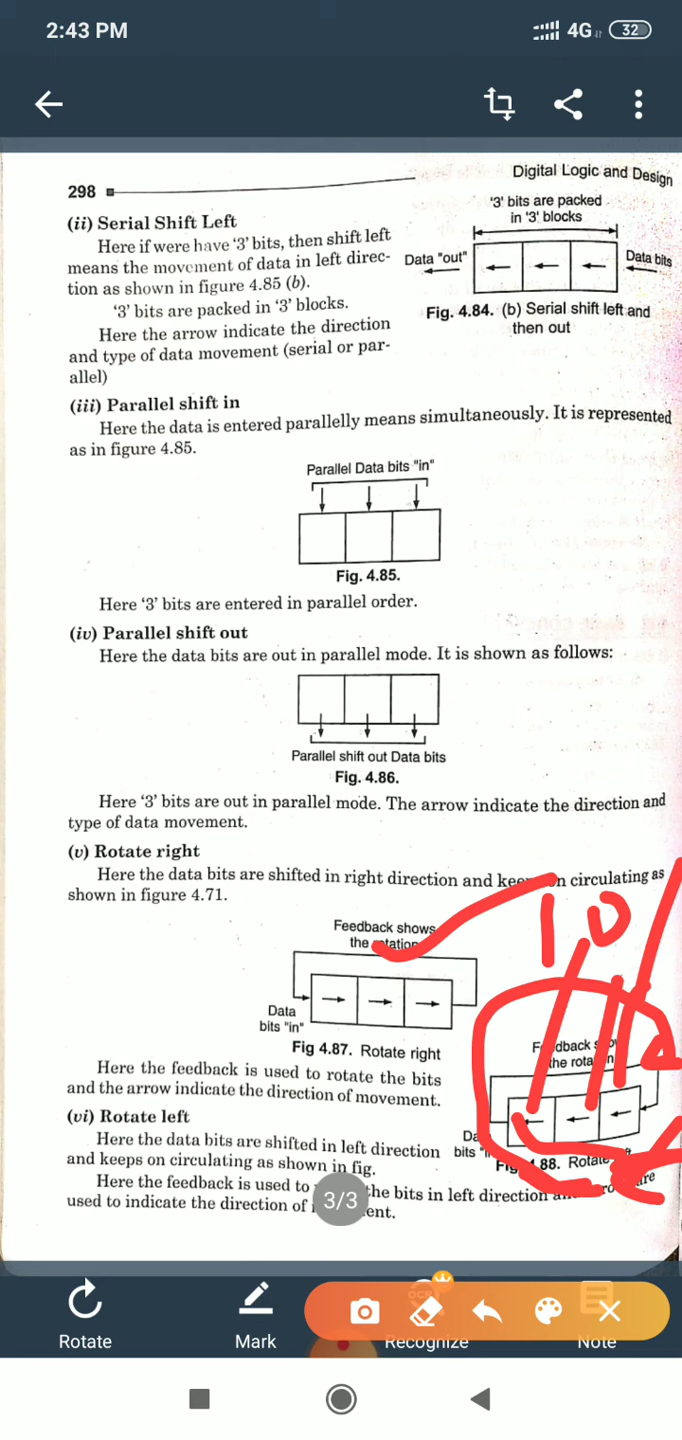 2:43 PM
4G 32
298
Digital Logic and Design
(ii) Serial Shift Left
Here if were have '3' bits, then shift left
means the movement of data in left direc-
tion as shown in figure 4.85 (b).
'3' bits are packed in '3' blocks.
Here the arrow indicate the direction
and type of data movement (serial or par-
allel)
'3' bits are packed
in '3' blocks
Data "out"
Data bits
Fig. 4.84. (b) Serial shift left and
then out
(iii) Parallel shift in
Here the data is entered parallelly means simultaneously. It is represented
as in figure 4.85.
Parallel Data bits "in"
Fig. 4.85.
Here '3' bits are entered in parallel order.
(iv) Parallel shift out
Here the data bits are out in parallel mode. It is shown as follows:
Parallel shift out Data bits
Fig. 4.86.
Here '3' bits are out in parallel mode. The arrow indicate the direction and
type of data movement.
(v) Rotate right
Here the data bits are shifted in right direction and circulating as
shown in figure 4.71.
Feedback shows
the
Data
bits "in"
Fig 4.87. Rotate right
1 0
the
bits
88. Rotate
Here the feedback is used to rotate the bits
and the arrow indicate the direction of movement.
(vi) Rotate left
Here the data bits are shifted in left direction
and keeps on circulating as shown in fig.
Here the feedback is used to the bits in left direction
used to indicate the direction of
3/3
Rotate
Mark
Recognize
Note